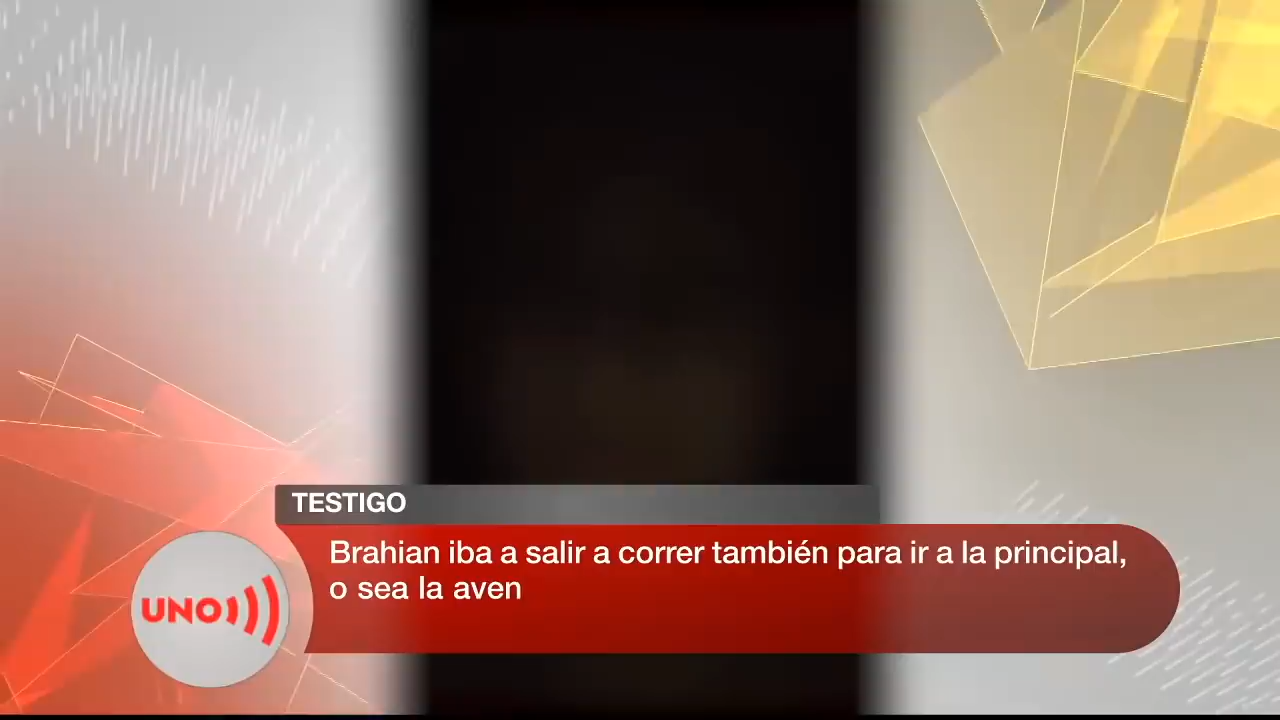 TESTIGO
Brahian iba a salir a correr también para ir a la principal,
o sea la aven
UNO